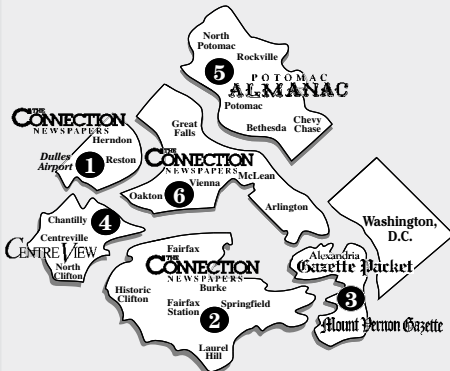 North
Potomac
Rockville
5
POTOMAC
ALMANAC
Potomac
Bethesda
Chevy
Chase
THE
CONNECTION
NEWSPAPERS
Herndon
Dulles
Airport
1
Reston
Great
Falls
THE
CONNECTION
NEWSPAPERS
Vienna
McLean
Oakton
6
Arlington
Chantilly
4
Centreville
CENTRE VIEW
North
Clifton
Washington,
D.C.
Fairfax
THE
CONNECTION
NEWSPAPERS
Burke
Historic
Clifton
Fairfax
Station
Springfield
2
Laurel
Hill
Alexandria
Gazette Packet
3
Mount Vernon Gazette